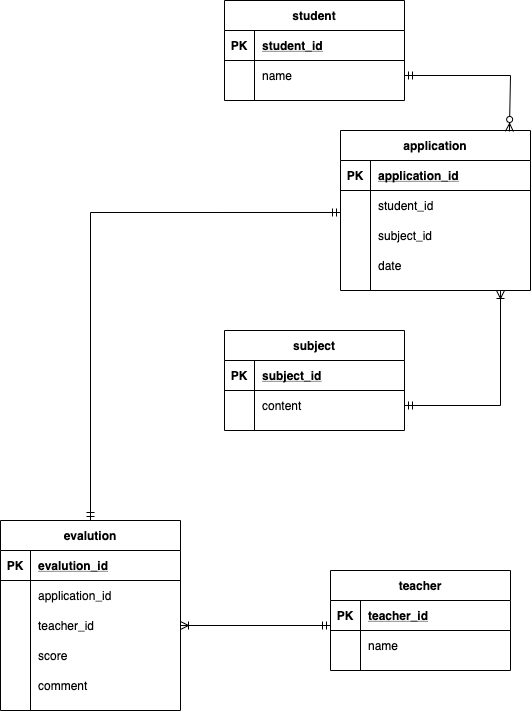 student
PK student_id
name
application
PK application_id
student_id
subject_id
date
subject
PK subject_id
content
evalution
PK evalution_id
application_id
teacher_id
score
comment
teacher
PK teacher_id
name